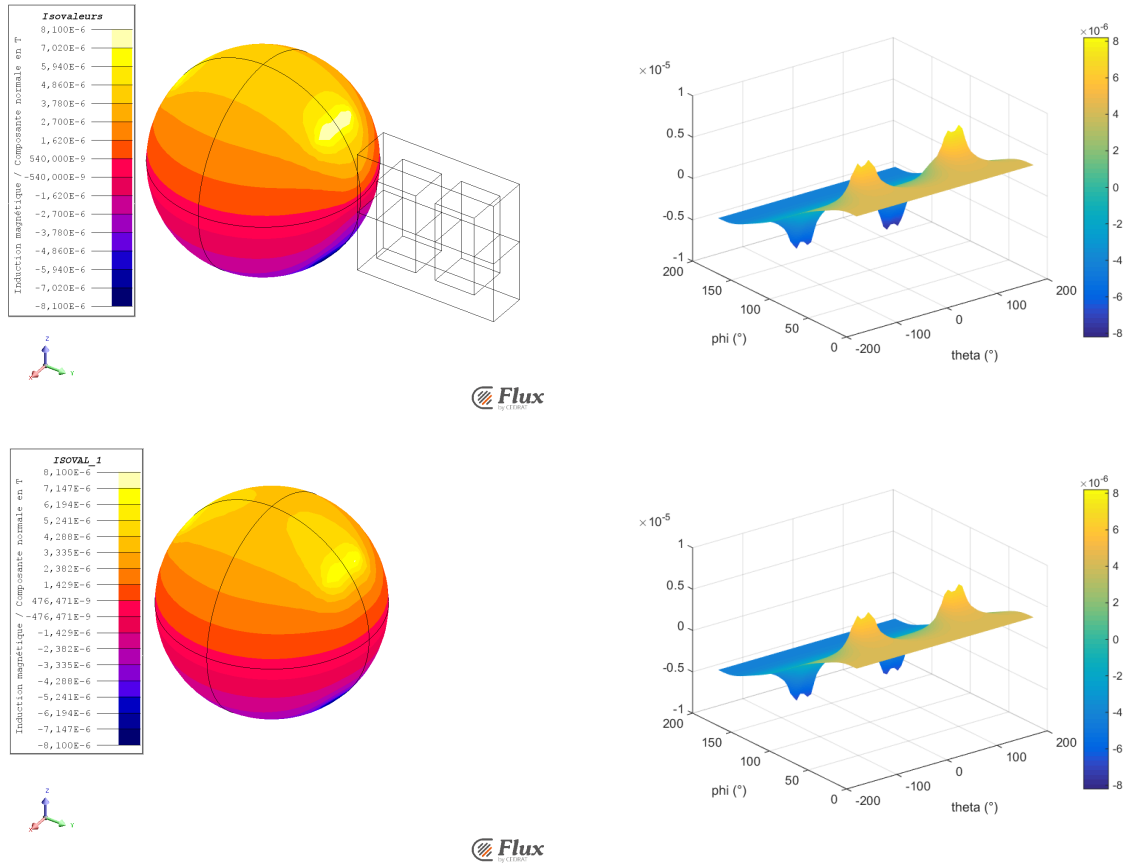 Isovaleurs
Induction magnétique / Composante normale en T
8,100E-6
7,020E-6
5,940E-6
4,860E-6
3,780E-6
2,700E-6
1,620E-6
540,000E-9
-540,000E-9
-1,620E-6
-2,700E-6
-3,780E-6
-4,860E-6
-5,940E-6
-7,020E-6
-8,100E-6
Z
X
Y
Flux
by CEDRAT
×10⁻⁵
1
0.5
0
-0.5
-1
200
150
100
50
0
phi (°)
-200
-100
0
100
200
theta (°)
×10⁻⁶
8
6
4
2
0
-2
-4
-6
-8
ISOVAL_1
Induction magnétique / Composante normale en T
8,100E-6
7,147E-6
6,194E-6
5,241E-6
4,288E-6
3,335E-6
2,382E-6
1,429E-6
476,471E-9
-476,471E-9
-1,429E-6
-2,382E-6
-3,335E-6
-4,288E-6
-5,241E-6
-6,194E-6
-7,147E-6
-8,100E-6
Z
X
Y
Flux
by CEDRAT
×10⁻⁵
1
0.5
0
-0.5
-1
200
150
100
50
0
phi (°)
-200
-100
0
100
200
theta (°)
×10⁻⁶
8
6
4
2
0
-2
-4
-6
-8